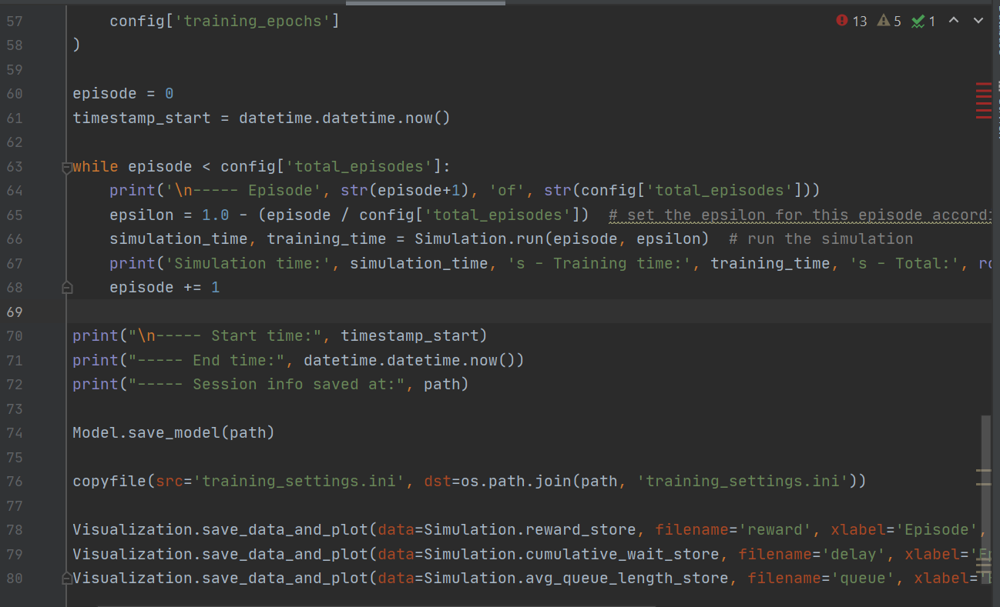 57 config['training_epochs']
13 5 1
58 )
59
60 episode = 0
61 timestamp_start = datetime.datetime.now()
62
63 while episode < config['total_episodes']:
64 print('\n----- Episode', str(episode+1), 'of', str(config['total_episodes']))
65 epsilon = 1.0 - (episode / config['total_episodes']) # set the epsilon for this episode
66 simulation_time, training_time = Simulation.run(episode, epsilon) # run the simulation
67 print('Simulation time:', simulation_time, 's - Training time:', training_time, 's - Total:',
68 episode += 1
69
70 print("\n----- Start time:", timestamp_start)
71 print("----- End time:", datetime.datetime.now())
72 print("----- Session info saved at:", path)
73
74 Model.save_model(path)
75
76 copyfile(src='training_settings.ini', dst=os.path.join(path, 'training_settings.ini'))
77
78 Visualization.save_data_and_plot(data=Simulation.reward_store, filename='reward', xlabel='Episode',
79 Visualization.save_data_and_plot(data=Simulation.cumulative_wait_store, filename='delay', xlabel=
80 Visualization.save_data_and_plot(data=Simulation.avg_queue_length_store, filename='queue', xlabel=